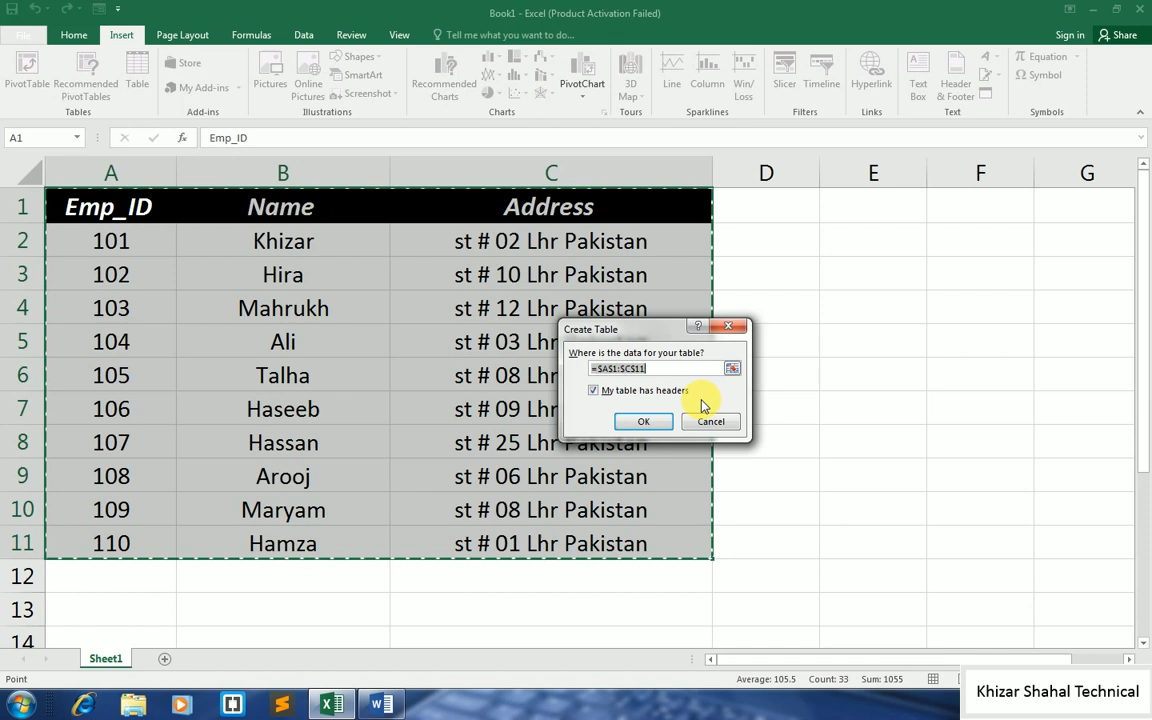 Book1 - Excel (Product Activation Failed)
File Home Insert Page Layout Formulas Data Review View Tell me what you want to do... Sign in Share
PivotTable Recommended PivotTables Table
Store
My Add-ins
Pictures Online Pictures
Shapes
SmartArt
Screenshot
Recommended Charts
PivotChart
3D Map
Line Column Win/Loss
Slicer Timeline
Hyperlink
Text Box Header & Footer
Equation
Symbol
Tables Add-ins Illustrations Charts Tours Sparklines Filters Links Text Symbols
A1 fx Emp_ID
A B C D E F G
1 Emp_ID Name Address
2 101 Khizar st # 02 Lhr Pakistan
3 102 Hira st # 10 Lhr Pakistan
4 103 Mahrukh st # 12 Lhr Pakistan
5 104 Ali st # 03
6 105 Talha st # 08
7 106 Haseeb st # 09
8 107 Hassan st # 25 Lhr Pakistan
9 108 Arooj st # 06 Lhr Pakistan
10 109 Maryam st # 08 Lhr Pakistan
11 110 Hamza st # 01 Lhr Pakistan
12
13
14
Create Table
Where is the data for your table?
=$A$1:$C$11
My table has headers
OK Cancel
Sheet1
Point Average: 105.5 Count: 33 Sum: 1055
Khizar Shahal Technical